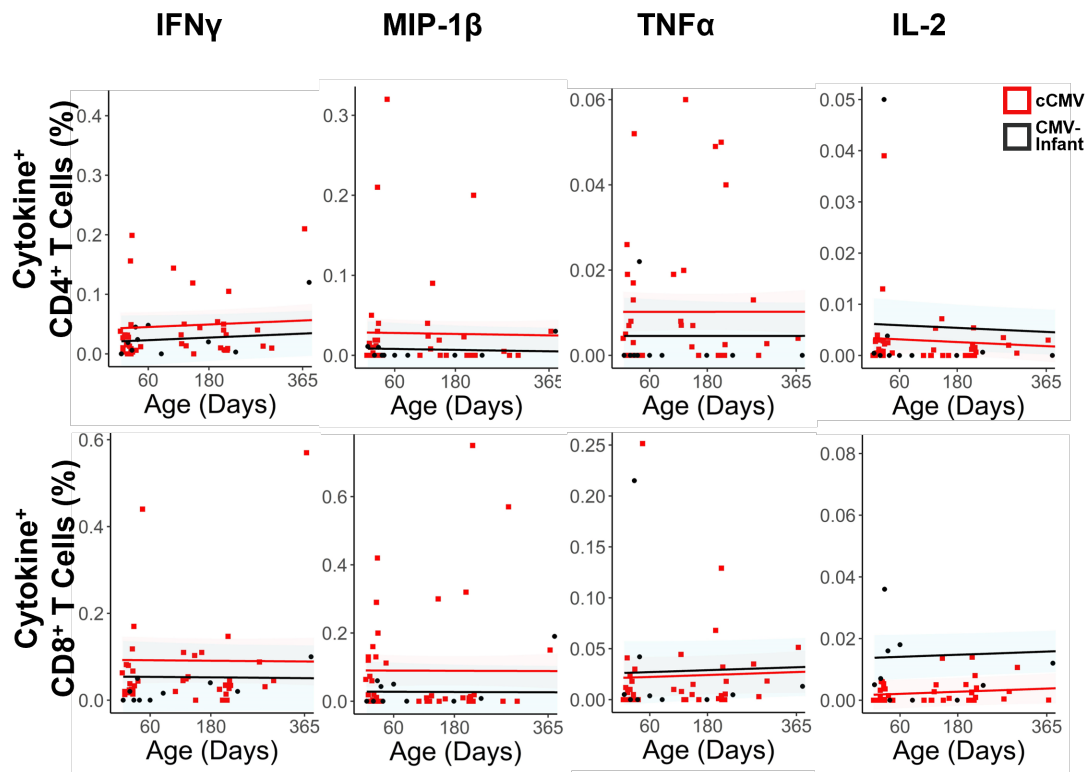 IFNγ MIP-1β TNFα IL-2
cCMV
CMV-
Infant
Cytokine⁺
CD4⁺ T Cells (%)
0.4
0.2
0.1
0.0
60 180 365
Age (Days)
0.3
0.2
0.1
0.0
60 180 365
Age (Days)
0.06
0.04
0.02
0.00
60 180 365
Age (Days)
0.05
0.04
0.03
0.02
0.01
0.00
60 180 365
Age (Days)
Cytokine⁺
CD8⁺ T Cells (%)
0.6
0.4
0.2
0.0
60 180 365
Age (Days)
0.6
0.4
0.2
0.0
60 180 365
Age (Days)
0.25
0.20
0.15
0.10
0.05
0.00
60 180 365
Age (Days)
0.08
0.06
0.04
0.02
0.00
60 180 365
Age (Days)